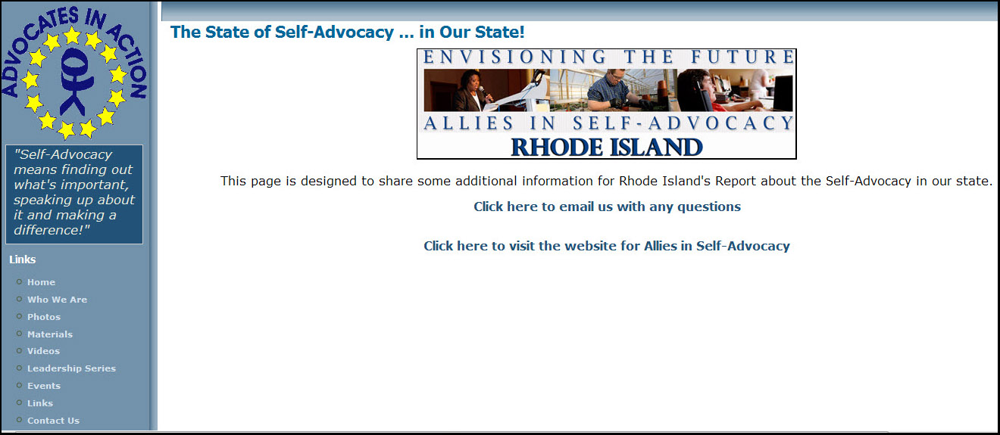 ADVOCATES IN ACTION
"Self-Advocacy
means finding out
what's important,
speaking up about
it and making a
difference!"
Links
Home
Who We Are
Photos
Materials
Videos
Leadership Series
Events
Links
Contact Us
The State of Self-Advocacy ... in Our State!
ENVISIONING THE FUTURE
ALLIES IN SELF-ADVOCACY
RHODE ISLAND
This page is designed to share some additional information for Rhode Island's Report about the Self-Advocacy in our state.
Click here to email us with any questions
Click here to visit the website for Allies in Self-Advocacy